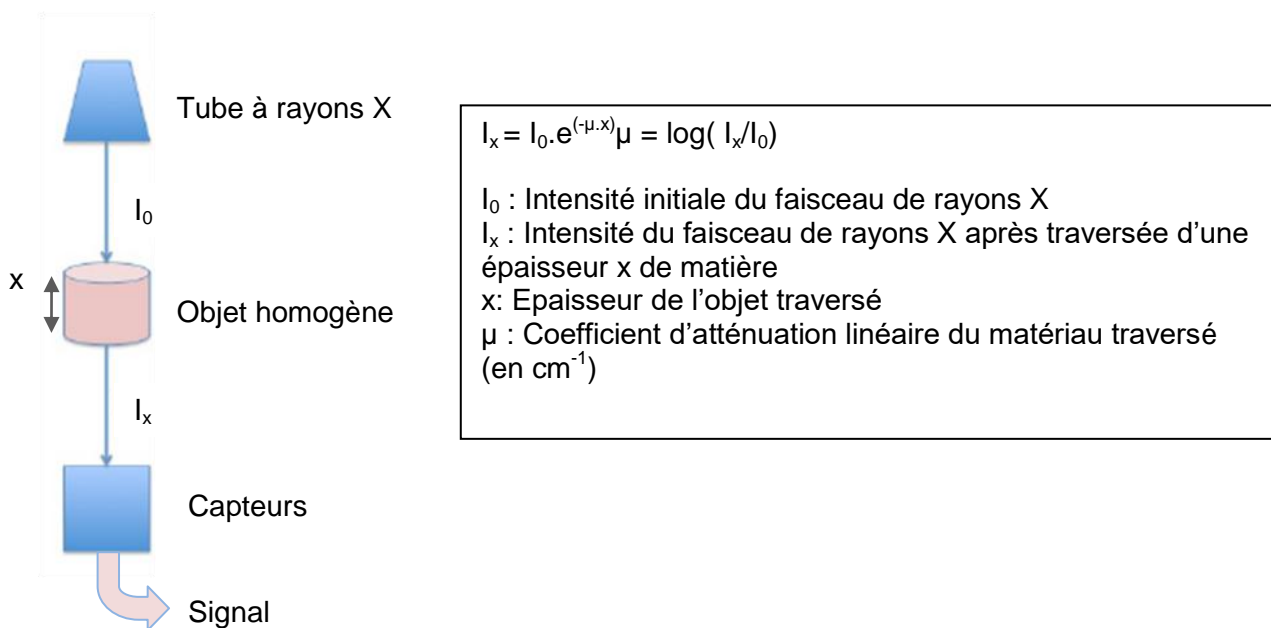 Tube à rayons X
I₀
x
Objet homogène
Iₓ
Capteurs
Signal
Iₓ = I₀.e⁽⁻µ·ˣ⁾µ = log( Iₓ/I₀)
I₀ : Intensité initiale du faisceau de rayons X
Iₓ : Intensité du faisceau de rayons X après traversée d’une
épaisseur x de matière
x: Epaisseur de l’objet traversé
µ : Coefficient d’atténuation linéaire du matériau traversé
(en cm⁻¹)